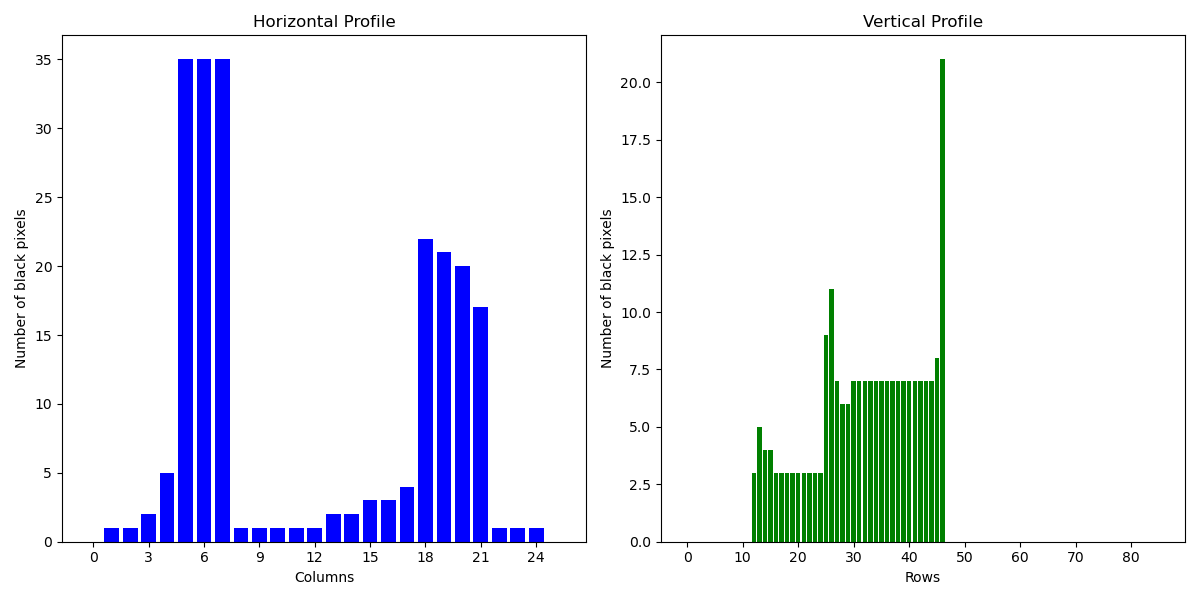 Horizontal Profile
Number of black pixels
35
30
25
20
15
10
5
0
0 3 6 9 12 15 18 21 24
Columns
Vertical Profile
Number of black pixels
20.0
17.5
15.0
12.5
10.0
7.5
5.0
2.5
0.0
0 10 20 30 40 50 60 70 80
Rows